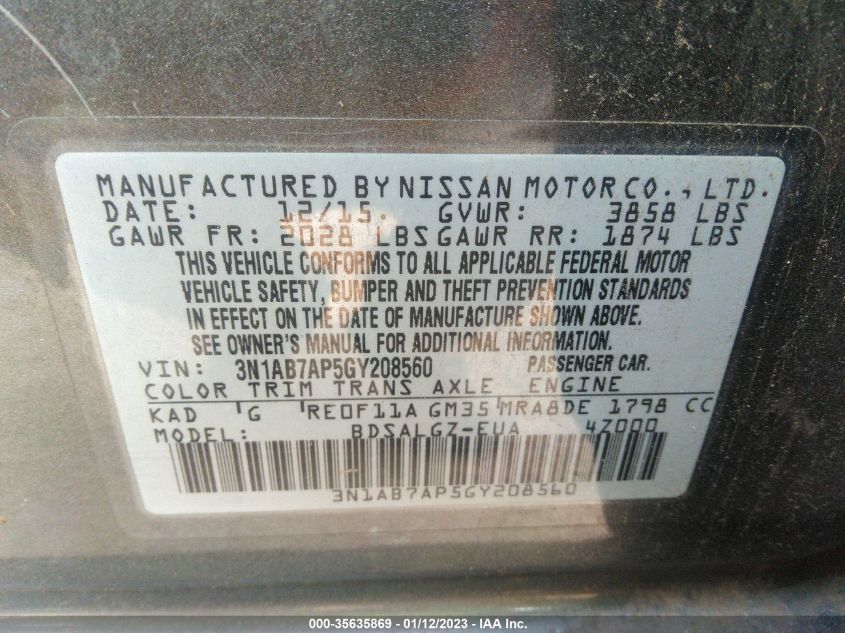 MANUFACTURED BY NISSAN MOTOR CO., LTD.
DATE: 12/15. GVWR: 3858 LBS
GAWR FR: 2028 LBS GAWR RR: 1874 LBS
THIS VEHICLE CONFORMS TO ALL APPLICABLE FEDERAL MOTOR
VEHICLE SAFETY, BUMPER AND THEFT PREVENTION STANDARDS
IN EFFECT ON THE DATE OF MANUFACTURE SHOWN ABOVE.
SEE OWNER'S MANUAL FOR ADDITIONAL INFORMATION.
VIN: 3N1AB7AP5GY208560 PASSENGER CAR.
COLOR TRIM TRANS AXLE ENGINE
KAD G RE0F11A GM35 MRA8DE 1798 CC
MODEL: BDSALGZ-EUA 4Z000
3N1AB7AP5GY208560
000-35635869 - 01/12/2023 - IAA Inc.